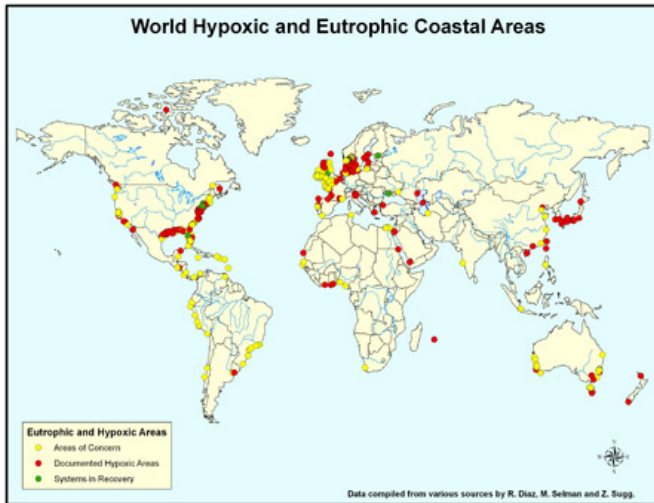 World Hypoxic and Eutrophic Coastal Areas
Eutrophic and Hypoxic Areas
Areas of Concern
Documented Hypoxic Areas
Systems in Recovery
Data compiled from various sources by R. Diaz, M. Selman and Z. Sugg.